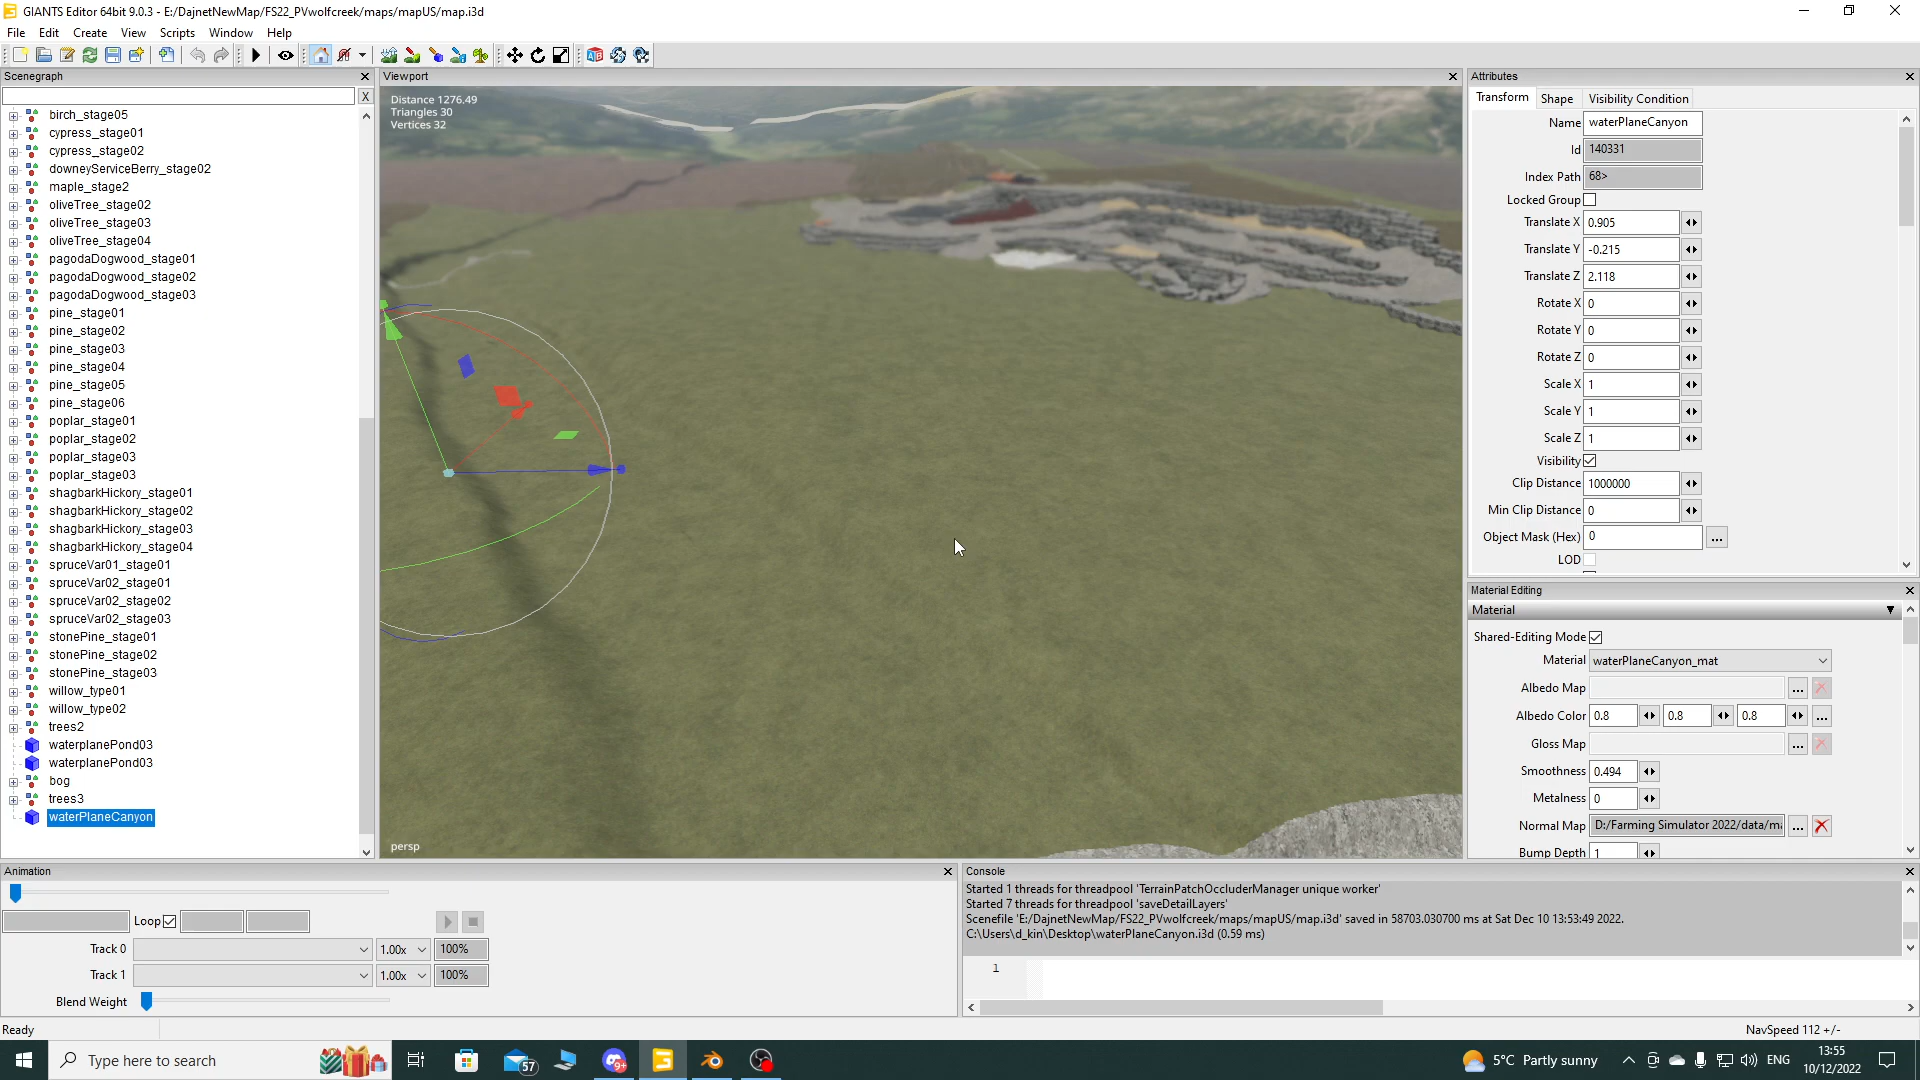 GIANTS Editor 64bit 9.0.3 - E:/DajnetNewMap/FS22_PVwolfcreek/maps/mapUS/map.i3d
File Edit Create View Scripts Window Help
Scenegraph
X
birch_stage05
cypress_stage01
cypress_stage02
downeyServiceBerry_stage02
maple_stage2
oliveTree_stage02
oliveTree_stage03
oliveTree_stage04
pagodaDogwood_stage01
pagodaDogwood_stage02
pagodaDogwood_stage03
pine_stage01
pine_stage02
pine_stage03
pine_stage04
pine_stage05
pine_stage06
poplar_stage01
poplar_stage02
poplar_stage03
poplar_stage03
shagbarkHickory_stage01
shagbarkHickory_stage02
shagbarkHickory_stage03
shagbarkHickory_stage04
spruceVar01_stage01
spruceVar02_stage01
spruceVar02_stage02
spruceVar02_stage03
stonePine_stage01
stonePine_stage02
stonePine_stage03
willow_type01
willow_type02
trees2
waterplanePond03
waterplanePond03
bog
trees3
waterPlaneCanyon
Viewport
Distance 1276.49
Triangles 30
Vertices 32
persp
Attributes
Transform Shape Visibility Condition
Name waterPlaneCanyon
Id 140331
Index Path 68>
Locked Group
Translate X 0.905
Translate Y -0.215
Translate Z 2.118
Rotate X 0
Rotate Y 0
Rotate Z 0
Scale X 1
Scale Y 1
Scale Z 1
Visibility
Clip Distance 1000000
Min Clip Distance 0
Object Mask (Hex) 0 ...
LOD
Material Editing
Material
Shared-Editing Mode
Material waterPlaneCanyon_mat
Albedo Map ...
Albedo Color 0.8 0.8 0.8 ...
Gloss Map ...
Smoothness 0.494
Metalness 0
Normal Map D:/Farming Simulator 2022/data/ma ...
Bump Depth 1
Animation
Loop
Track 0 1.00x 100%
Track 1 1.00x 100%
Blend Weight
Console
Started 1 threads for threadpool 'TerrainPatchOccluderManager unique worker'
Started 7 threads for threadpool 'saveDetailLayers'
Scenefile 'E:/DajnetNewMap/FS22_PVwolfcreek/maps/mapUS/map.i3d' saved in 58703.030700 ms at Sat Dec 10 13:53:49 2022.
C:\Users\d_kin\Desktop\waterPlaneCanyon.i3d (0.59 ms)
1
Ready
NavSpeed 112 +/-
Type here to search
57
9+
5°C Partly sunny
ENG
13:55
10/12/2022